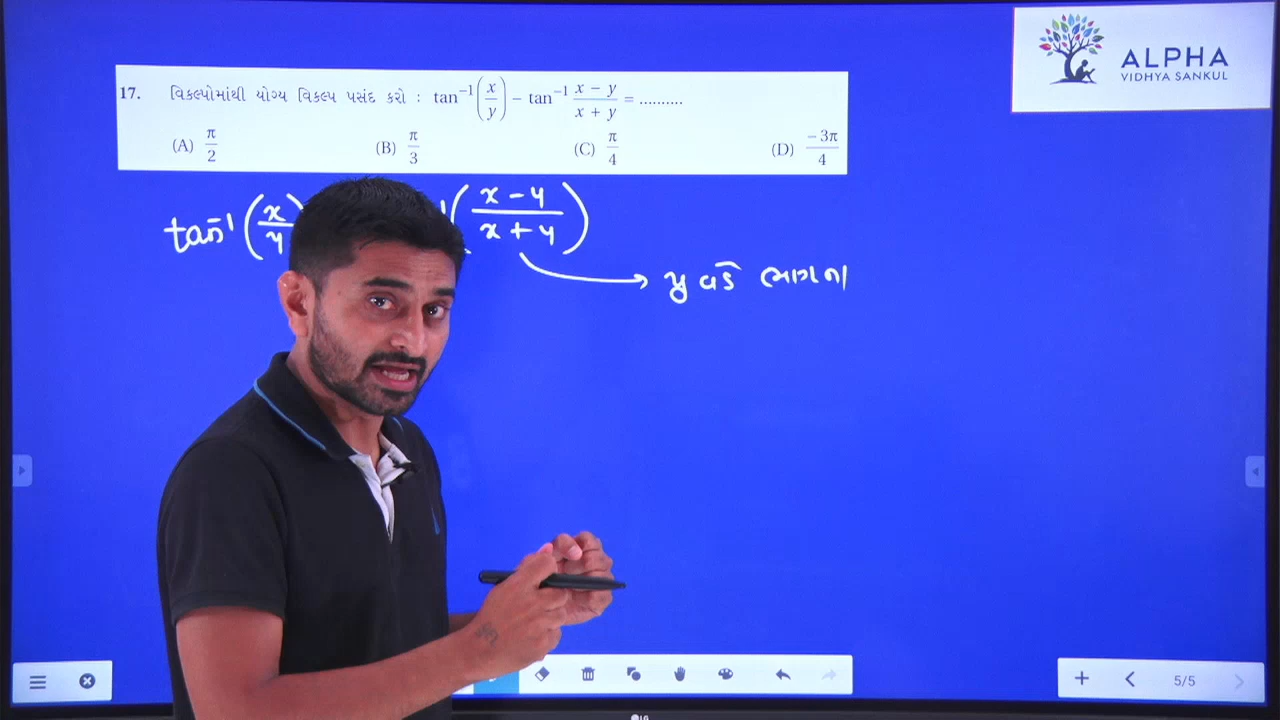 ALPHA
VIDHYA SANKUL
17. વિકલ્પોમાંથી યોગ્ય વિકલ્પ પસંદ કરો : tan⁻¹(x/y) − tan⁻¹ (x − y)/(x + y) = ..........
(A) π/2 (B) π/3 (C) π/4 (D) −3π/4
tan⁻¹(x/y) (x − y)/(x + y)
વડે ભાગતા
5/5
LG